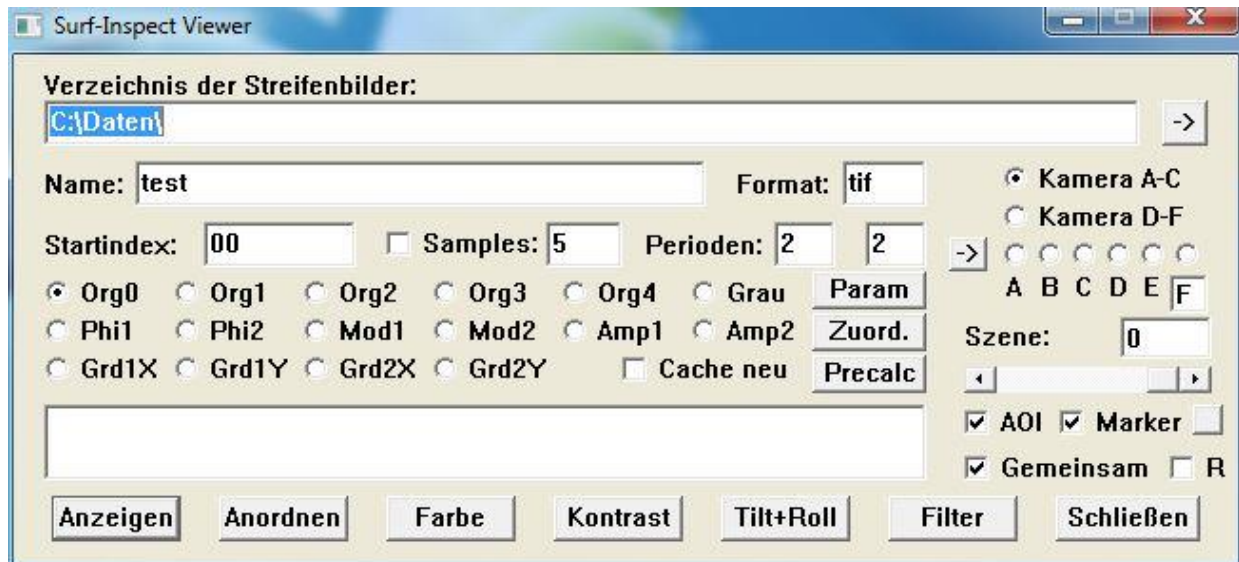 Surf-Inspect Viewer
Verzeichnis der Streifenbilder:
C:\Daten\
->
Name: test Format: tif
Kamera A-C
Kamera D-F
Startindex: 00 Samples: 5 Perioden: 2 2
->
A B C D E F
Org0 Org1 Org2 Org3 Org4 Grau Param
Phi1 Phi2 Mod1 Mod2 Amp1 Amp2 Zuord.
Grd1X Grd1Y Grd2X Grd2Y Cache neu Precalc
Szene: 0
AOI Marker
Gemeinsam R
Anzeigen Anordnen Farbe Kontrast Tilt+Roll Filter Schließen